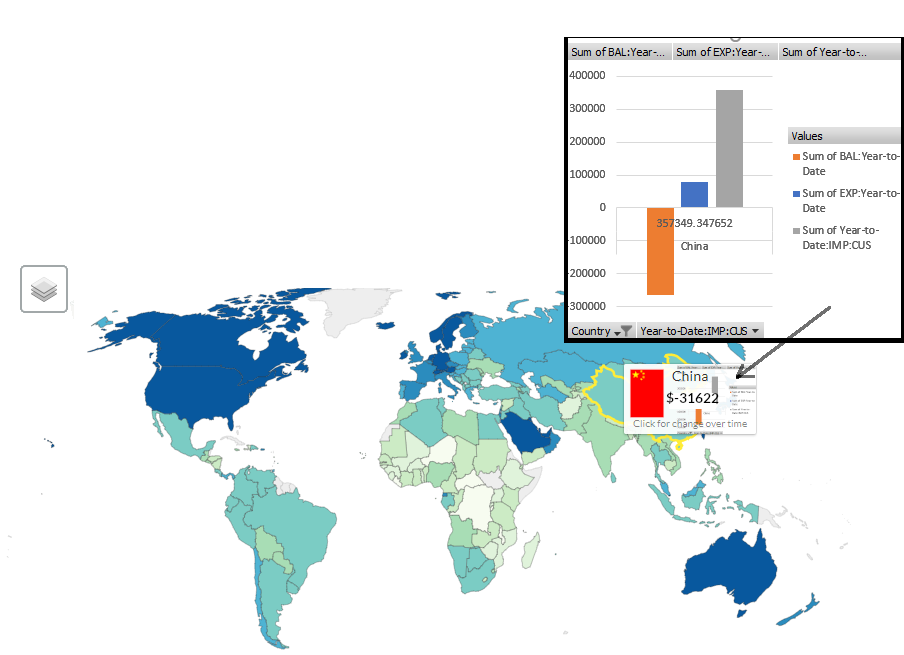 Sum of BAL:Year-... Sum of EXP:Year-... Sum of Year-to-...
400000
300000
200000
100000
0
-100000
-200000
-300000
357349.347652
China
Values
Sum of BAL:Year-to-
Date
Sum of EXP:Year-to-
Date
Sum of Year-to-
Date:IMP:CUS
Country Year-to-Date:IMP:CUS
China
$-31622
Click for change over time